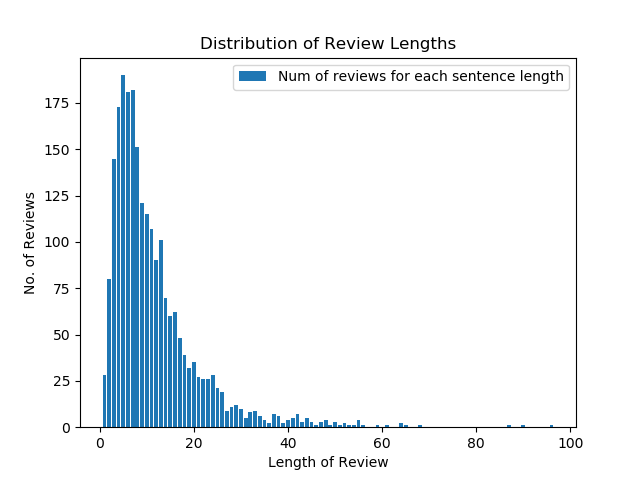 Distribution of Review Lengths
Num of reviews for each sentence length
175
150
125
100
75
50
25
0
No. of Reviews
0 20 40 60 80 100
Length of Review